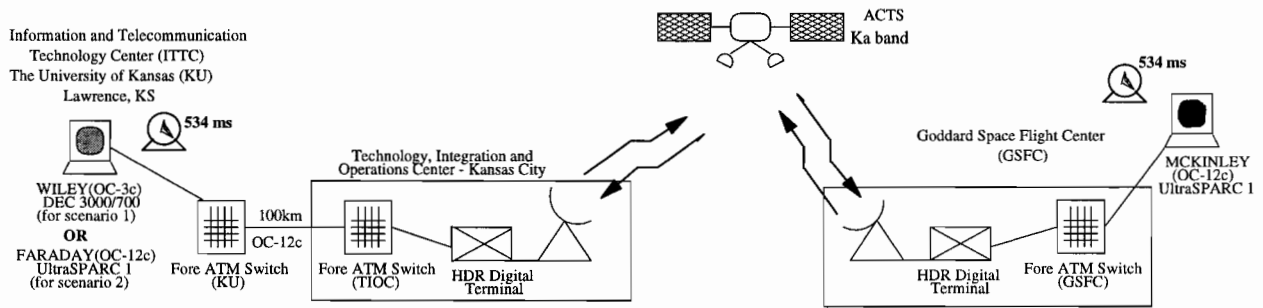 Information and Telecommunication
Technology Center (ITTC)
The University of Kansas (KU)
Lawrence, KS
534 ms
WILEY(OC-3c)
DEC 3000/700
(for scenario 1)
OR
FARADAY(OC-12c)
UltraSPARC 1
(for scenario 2)
Fore ATM Switch
(KU)
100km
OC-12c
Technology, Integration and
Operations Center - Kansas City
Fore ATM Switch
(TIOC)
HDR Digital
Terminal
ACTS
Ka band
Goddard Space Flight Center
(GSFC)
HDR Digital
Terminal
Fore ATM Switch
(GSFC)
534 ms
MCKINLEY
(OC-12c)
UltraSPARC 1